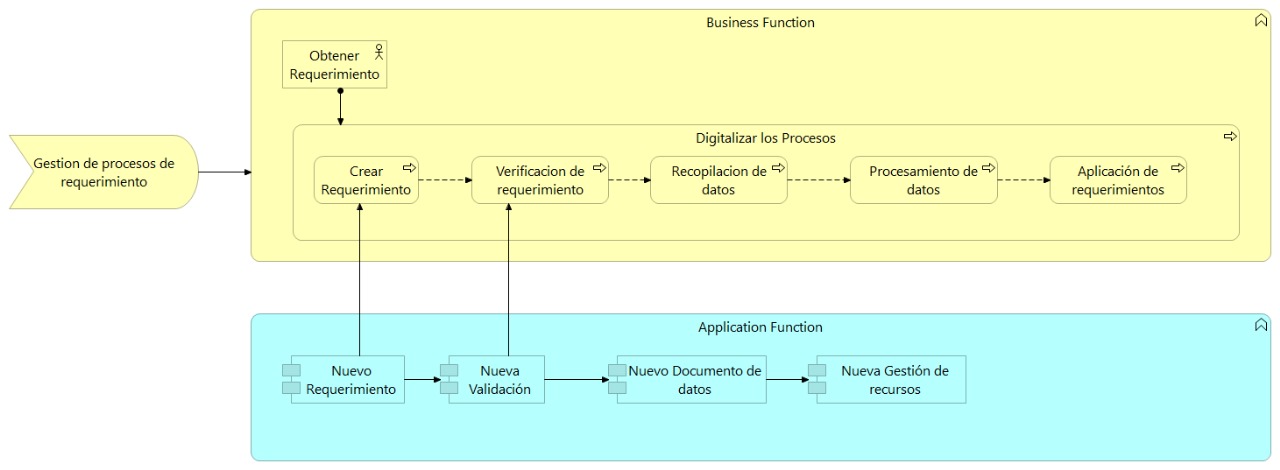 Business Function
Obtener
Requerimiento
Gestion de procesos de
requerimiento
Digitalizar los Procesos
Crear
Requerimiento
Verificacion de
requerimiento
Recopilacion de
datos
Procesamiento de
datos
Aplicación de
requerimientos
Application Function
Nuevo
Requerimiento
Nueva
Validación
Nuevo Documento de
datos
Nueva Gestión de
recursos